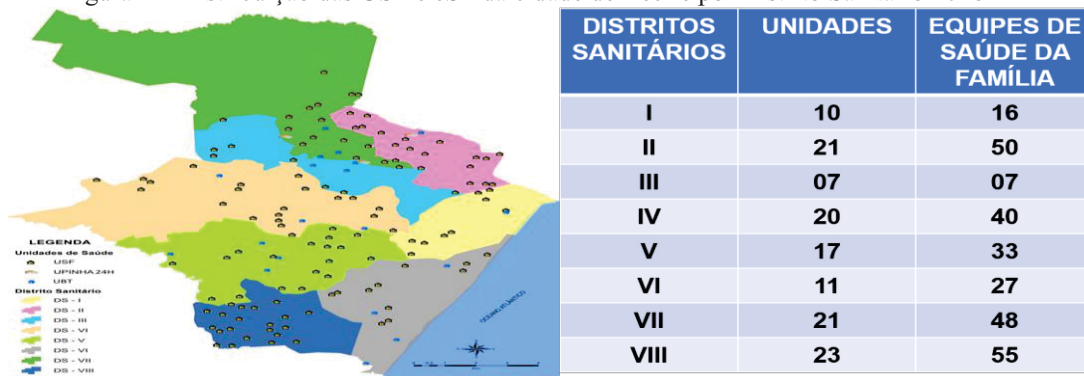 LEGENDA
Unidades de Saúde
USF
UPINHA 24H
UBT
Distrito Sanitário
DS - I
DS - II
DS - III
DS - VI
DS - V
DS - VI
DS - VII
DS - VIII
OCEANO ATLÂNTICO
DISTRITOS SANITÁRIOS UNIDADES EQUIPES DE SAÚDE DA FAMÍLIA
I 10 16
II 21 50
III 07 07
IV 20 40
V 17 33
VI 11 27
VII 21 48
VIII 23 55